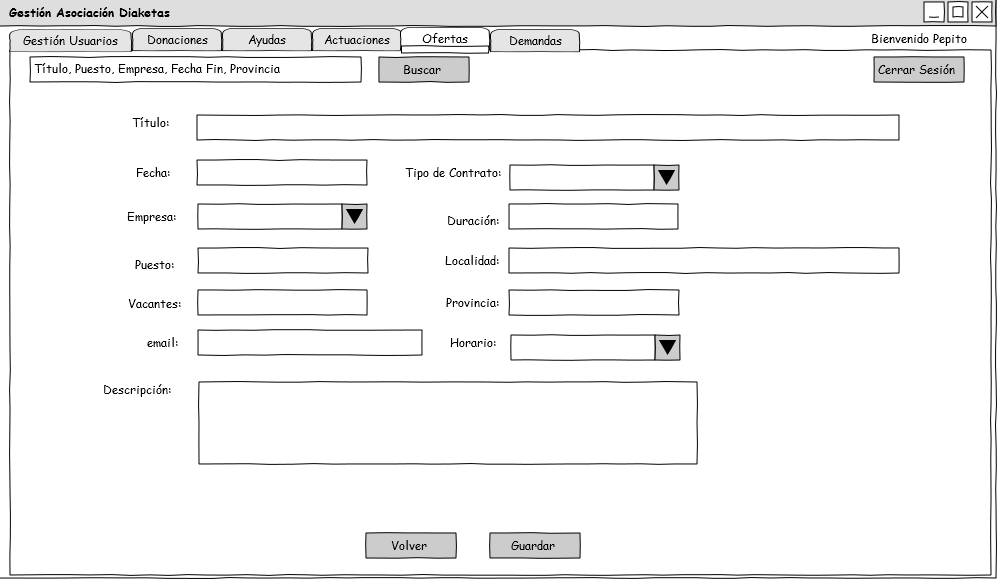 Gestión Asociación Diaketas
Gestión Usuarios
Donaciones
Ayudas
Actuaciones
Ofertas
Demandas
Bienvenido Pepito
Título, Puesto, Empresa, Fecha Fin, Provincia
Buscar
Cerrar Sesión
Título:
Fecha:
Tipo de Contrato:
Empresa:
Duración:
Puesto:
Localidad:
Vacantes:
Provincia:
email:
Horario:
Descripción:
Volver
Guardar